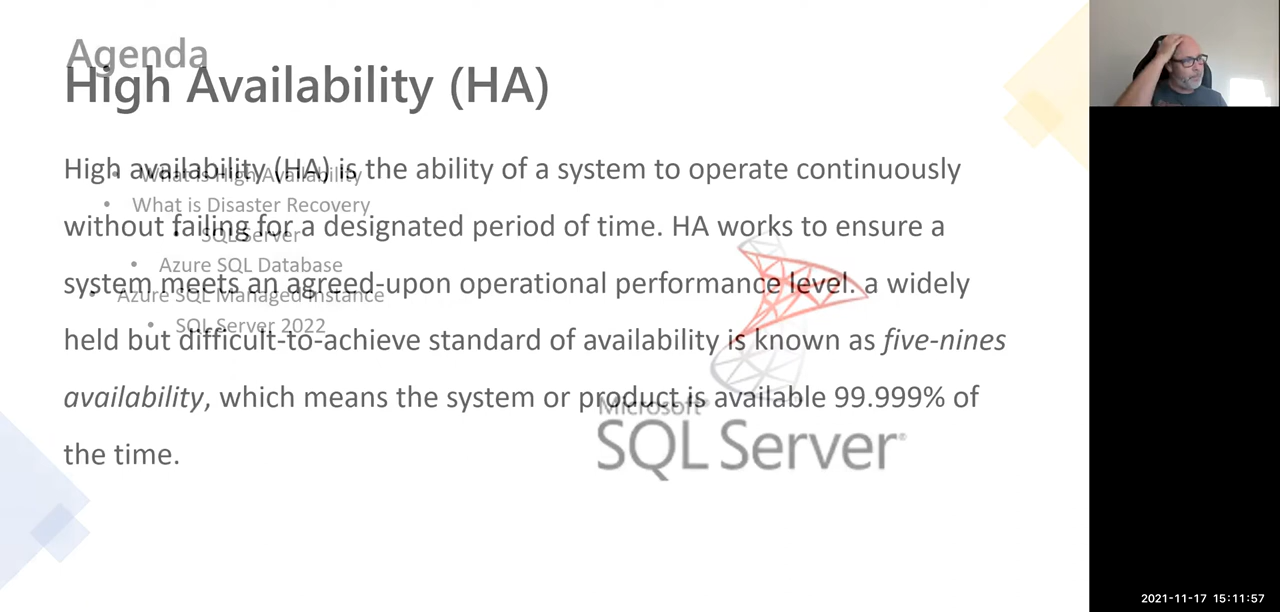 Agenda
High Availability (HA)
High availability (HA) is the ability of a system to operate continuously
without failing for a designated period of time. HA works to ensure a
system meets an agreed-upon operational performance level. a widely
held but difficult-to-achieve standard of availability is known as five-nines
availability, which means the system or product is available 99.999% of
the time.
• What is High Availability
• What is Disaster Recovery
• SQL Server
• Azure SQL Database
• Azure SQL Managed Instance
• SQL Server 2022
Microsoft®
SQL Server®
2021-11-17 15:11:57